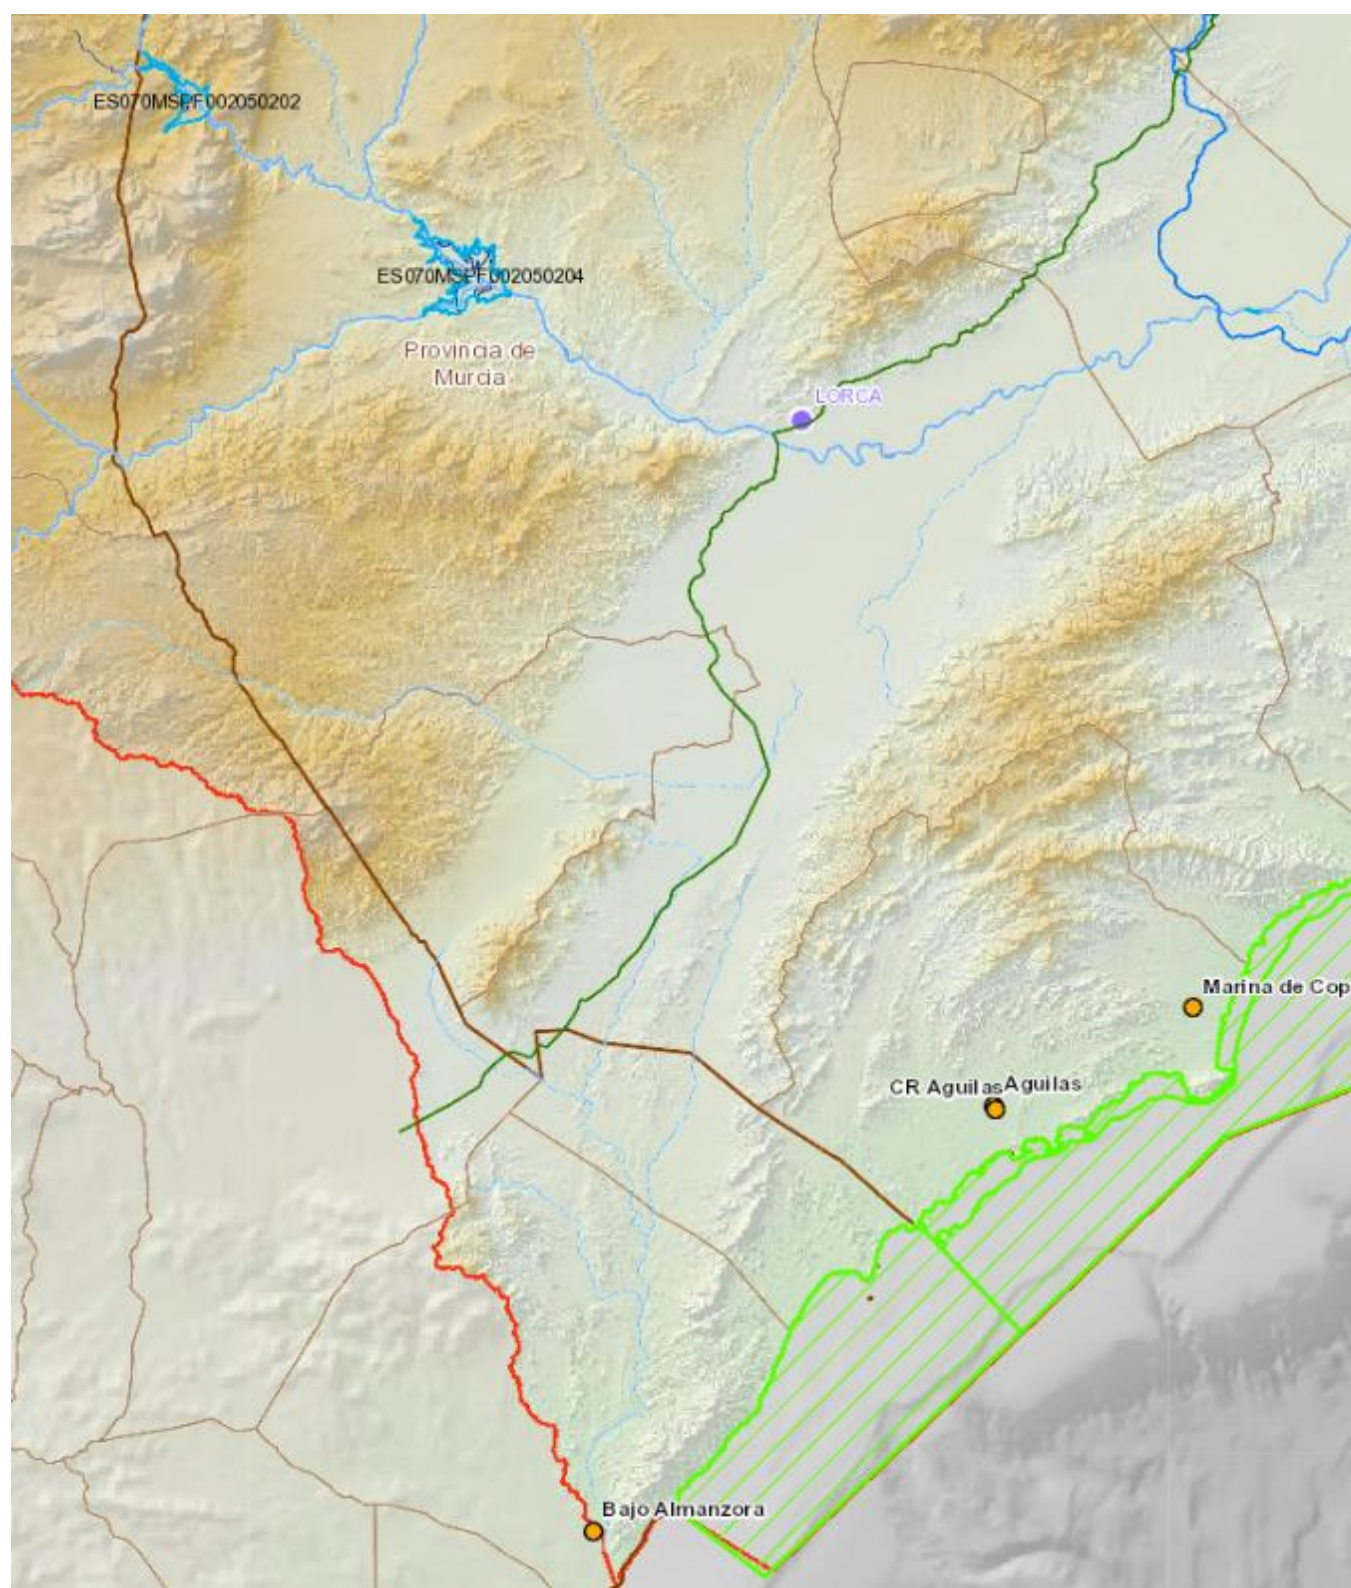 ES070MSPF002050202
ES070MSPF002050204
Provincia de
Murcia
LORCA
Marina de Cop
CR Aguilas
Aguilas
Bajo Almanzora